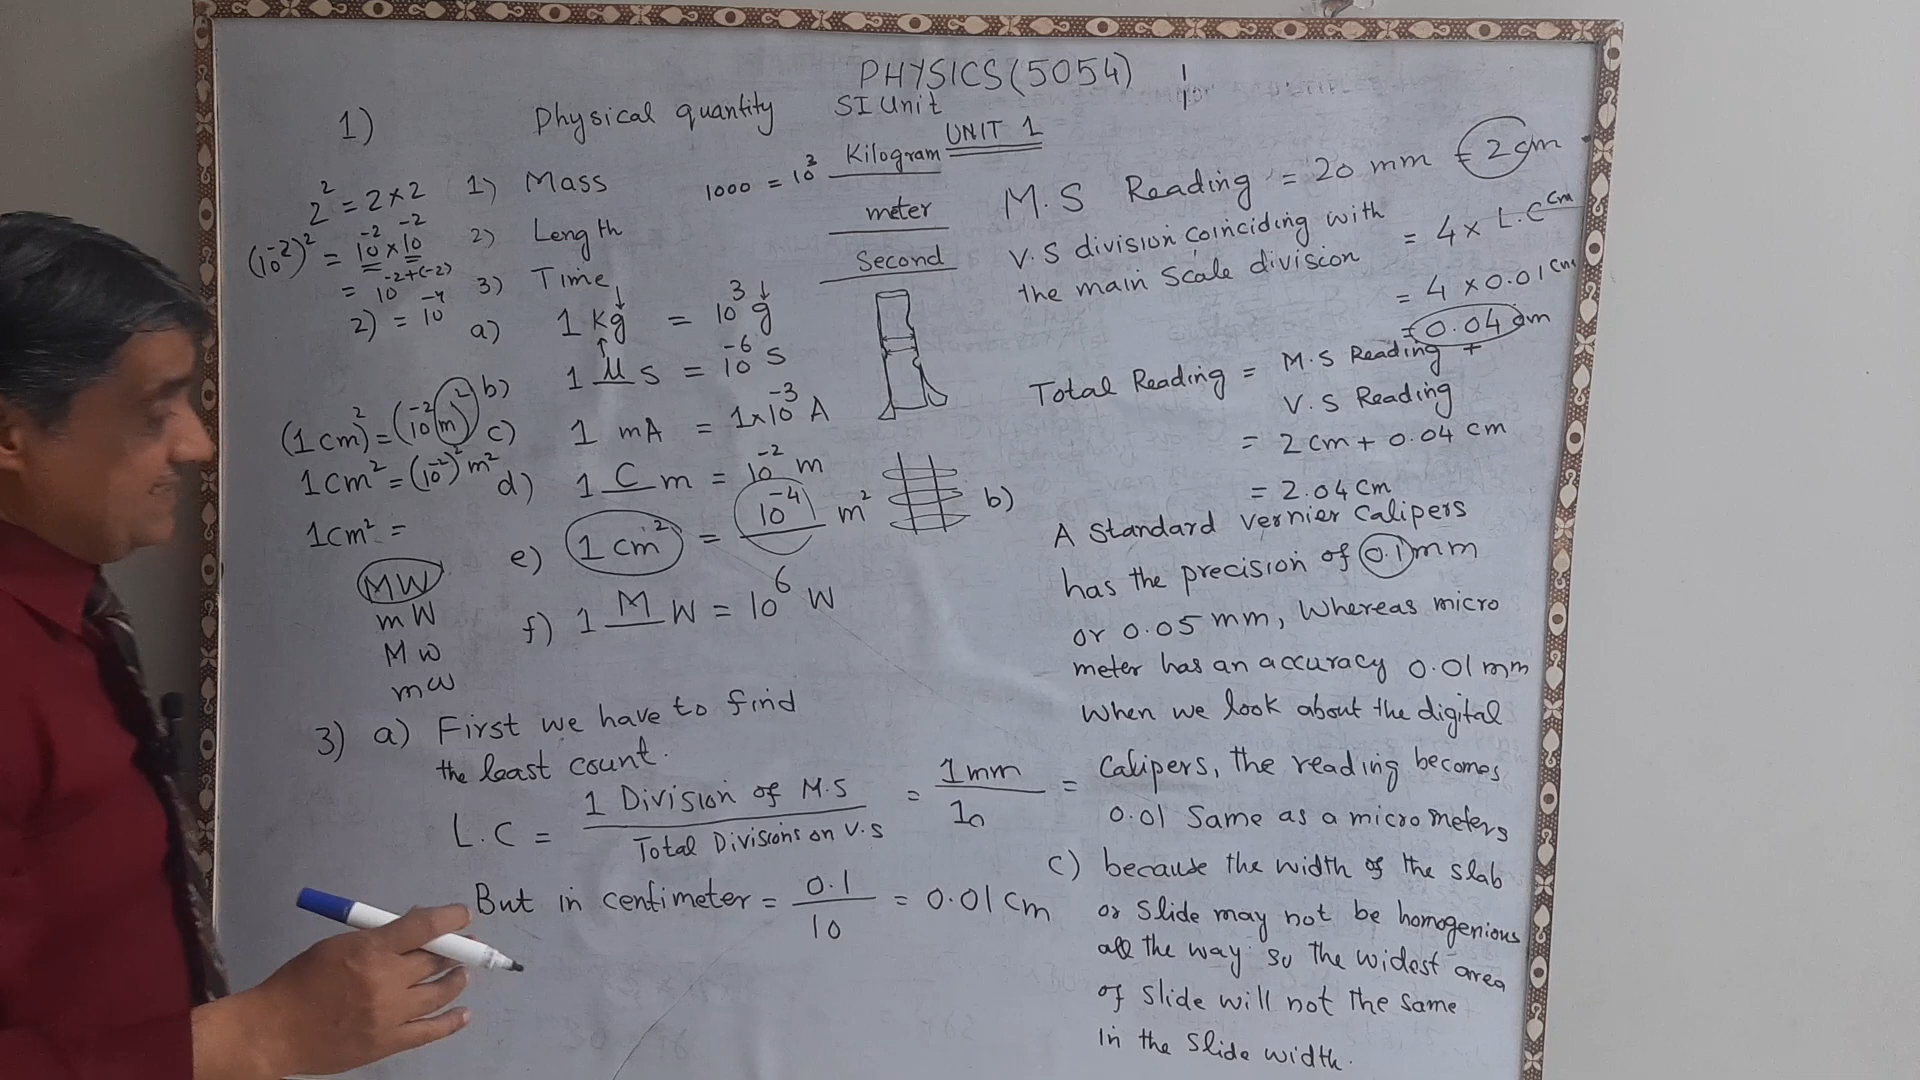 PHYSICS (5054)
1) Physical quantity SI Unit
UNIT 1
1) Mass 1000 = 10³ Kilogram
2) Length meter
3) Time Second
2² = 2×2
(10⁻²)² = 10⁻² × 10⁻²
= 10⁻²⁺⁽⁻²⁾
2) = 10⁻⁴
a) 1 kg = 10³ g
b) 1 μ s = 10⁻⁶ s
c) 1 mA = 1×10⁻³ A
d) 1 C m = 10⁻² m
e) 1 cm² = 10⁻⁴ m²
f) 1 M W = 10⁶ W
(1 cm)² = (10⁻² m)²
1 cm² = (10⁻²)² m²
1 cm² =
MW
mW
Mw
mw
3) a) First we have to find
the least count.
L.C = 1 Division of M.S / Total Divisions on V.S = 1mm / 10 =
But in centimeter = 0.1 / 10 = 0.01 cm
M.S Reading = 20 mm = 2 cm
V.S division coinciding with
the main scale division
= 4 × L.C cm
= 4 × 0.01 cm
= 0.04 cm
Total Reading = M.S Reading +
V.S Reading
= 2 cm + 0.04 cm
= 2.04 cm
b)
A Standard vernier calipers
has the precision of 0.1 mm
or 0.05 mm, Whereas micro
meter has an accuracy 0.01 mm
When we look about the digital
Calipers, the reading becomes
0.01 Same as a micro meters
c) because the width of the slab
or slide may not be homogenious
all the way so the widest area
of slide will not the same
in the slide width.